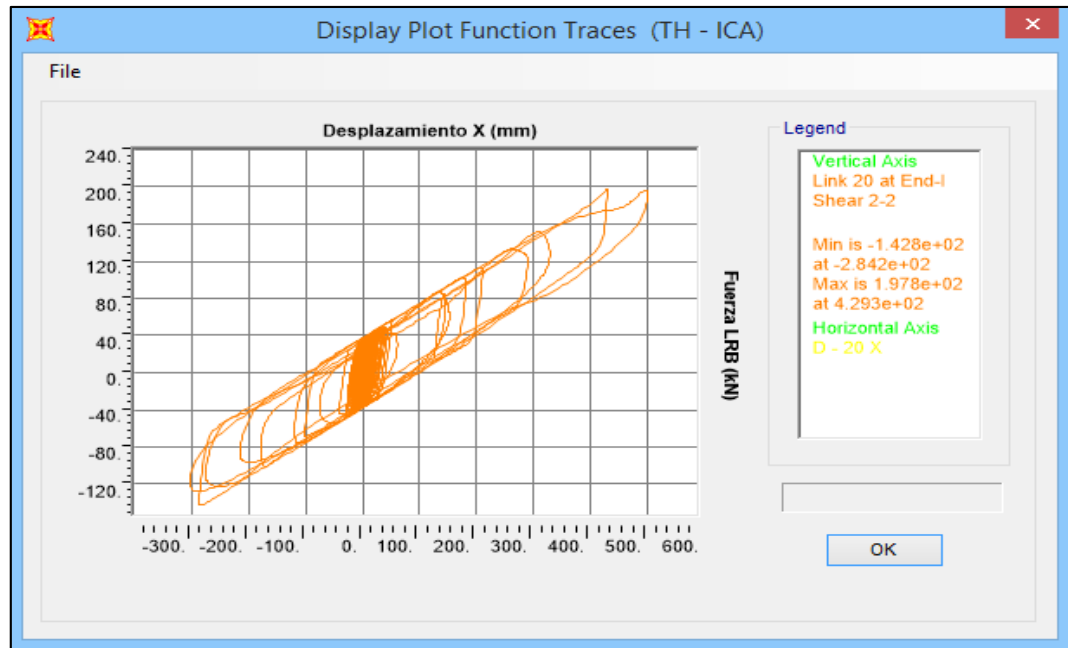 Display Plot Function Traces (TH - ICA)
File
Desplazamiento X (mm)
240.
200.
160.
120.
80.
40.
0.
-40.
-80.
-120.
-300. -200. -100. 0. 100. 200. 300. 400. 500. 600.
Fuerza LRB (kN)
Legend
Vertical Axis
Link 20 at End-I
Shear 2-2
Min is -1.428e+02
at -2.842e+02
Max is 1.978e+02
at 4.293e+02
Horizontal Axis
D - 20 X
OK